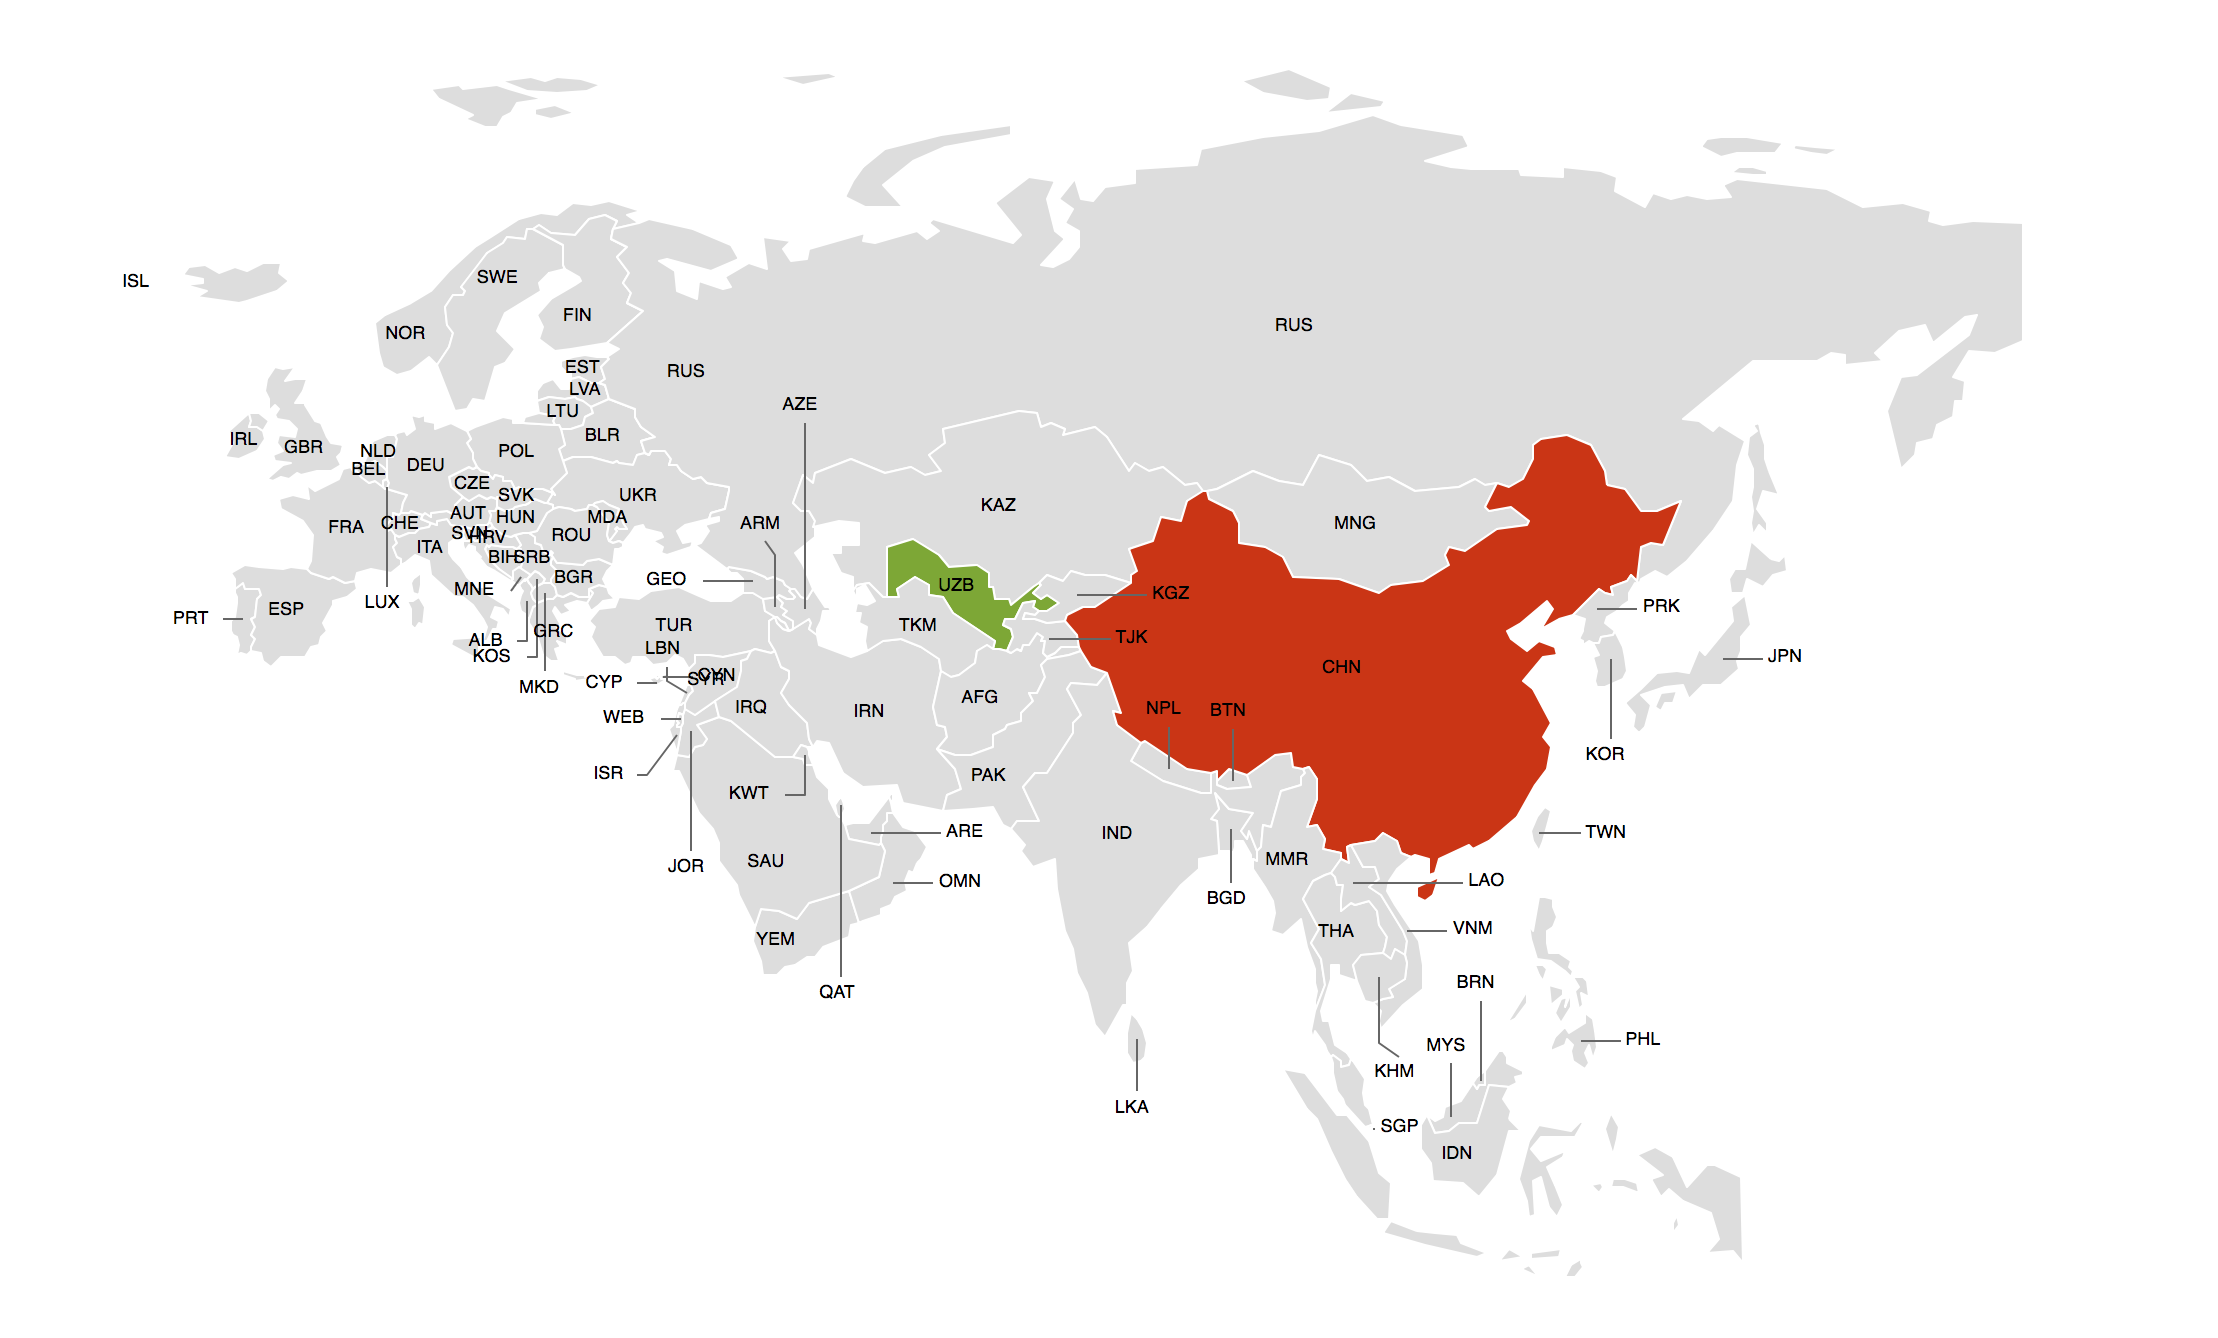 ISL
SWE
FIN
NOR
RUS
EST
RUS
LVA
AZE
LTU
IRL
GBR
NLD
BLR
BEL
DEU
POL
CZE
SVK
UKR
KAZ
FRA
CHE
AUT
HUN
MDA
ARM
MNG
SVN
HRV
ITA
ROU
BIH
SRB
MNE
BGR
GEO
UZB
KGZ
PRT
ESP
LUX
PRK
ALB
GRC
TUR
TKM
TJK
KOS
LBN
CHN
JPN
MKD
CYP
CYN
SYR
WEB
IRQ
IRN
AFG
NPL
BTN
ISR
KWT
PAK
KOR
JOR
SAU
ARE
IND
TWN
OMN
MMR
LAO
BGD
YEM
THA
VNM
QAT
BRN
MYS
PHL
KHM
LKA
SGP
IDN